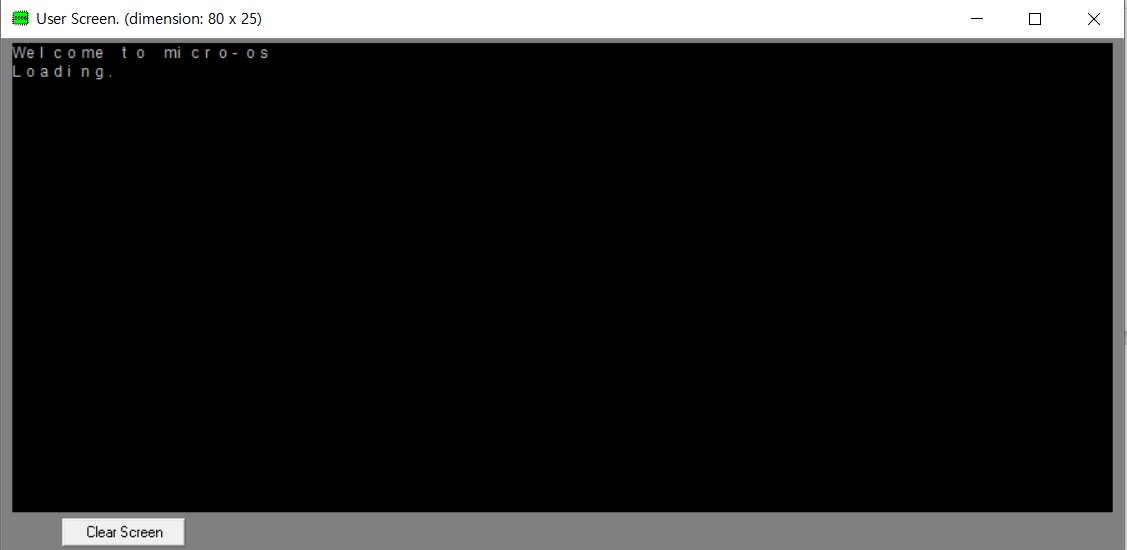 User Screen. (dimension: 80 x 25)
Welcome to micro-os
Loading.
Clear Screen